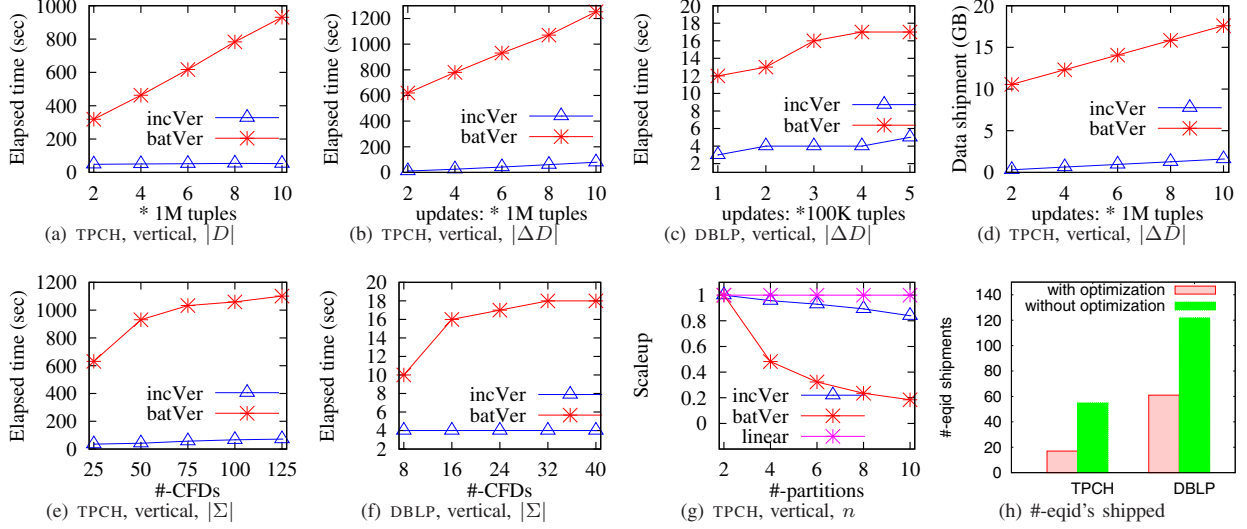 Elapsed time (sec)
1000
800
600
400
200
0
incVer
batVer
2 4 6 8 10
* 1M tuples
(a) TPCH, vertical, |D|
Elapsed time (sec)
1200
1000
800
600
400
200
0
incVer
batVer
2 4 6 8 10
updates: * 1M tuples
(b) TPCH, vertical, |ΔD|
Elapsed time (sec)
20
18
16
14
12
10
8
6
4
2
incVer
batVer
1 2 3 4 5
updates: *100K tuples
(c) DBLP, vertical, |ΔD|
Data shipment (GB)
20
15
10
5
0
incVer
batVer
2 4 6 8 10
updates: * 1M tuples
(d) TPCH, vertical, |ΔD|
Elapsed time (sec)
1200
1000
800
600
400
200
0
incVer
batVer
25 50 75 100 125
#-CFDs
(e) TPCH, vertical, |Σ|
Elapsed time (sec)
20
18
16
14
12
10
8
6
4
2
incVer
batVer
8 16 24 32 40
#-CFDs
(f) DBLP, vertical, |Σ|
Scaleup
1
0.8
0.6
0.4
0.2
0
incVer
batVer
linear
2 4 6 8 10
#-partitions
(g) TPCH, vertical, n
#-eqid shipments
140
120
100
80
60
40
20
0
with optimization
without optimization
TPCH DBLP
(h) #-eqid's shipped